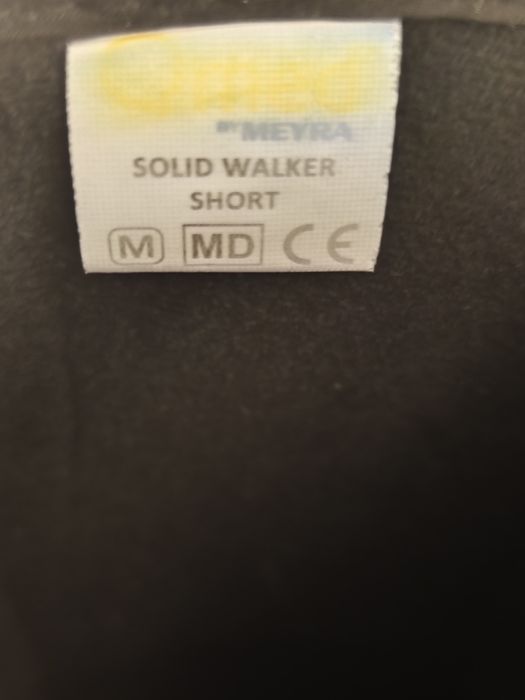 BY MEYRA
SOLID WALKER
SHORT
M MD CE